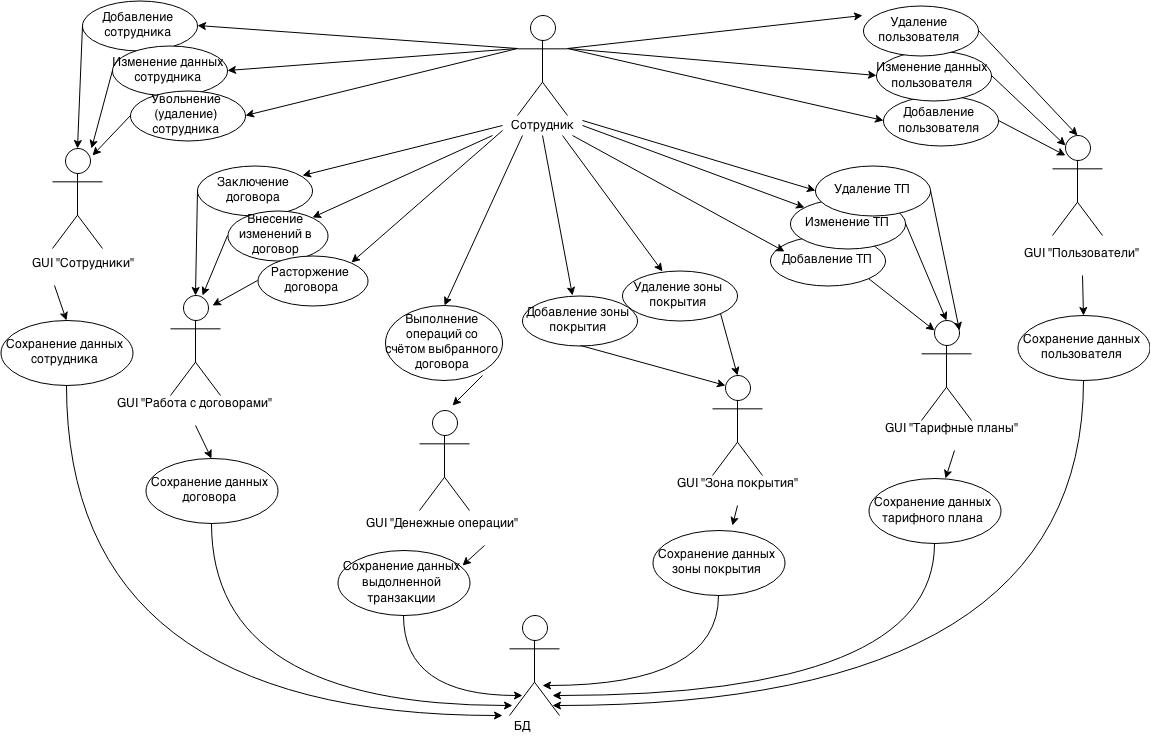 Добавление
сотрудника
Изменение данных
сотрудника
Увольнение
(удаление)
сотрудника
Сотрудник
Удаление
пользователя
Изменение данных
пользователя
Добавление
пользователя
GUI "Сотрудники"
Заключение
договора
Внесение
изменений в
договор
Расторжение
договора
Удаление ТП
Изменение ТП
Добавление ТП
GUI "Пользователи"
Сохранение данных
сотрудника
GUI "Работа с договорами"
Выполнение
операций со
счётом выбранного
договора
Добавление зоны
покрытия
Удаление зоны
покрытия
GUI "Тарифные планы"
Сохранение данных
пользователя
Сохранение данных
договора
GUI "Денежные операции"
GUI "Зона покрытия"
Сохранение данных
тарифного плана
Сохранение данных
выдолненной
транзакции
Сохранение данных
зоны покрытия
БД